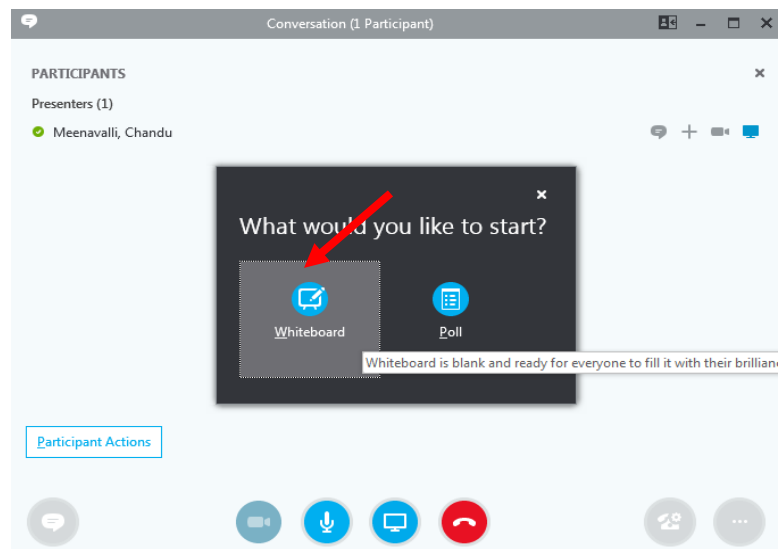 Conversation (1 Participant)
PARTICIPANTS
Presenters (1)
Meenavalli, Chandu
What would you like to start?
Whiteboard
Poll
Whiteboard is blank and ready for everyone to fill it with their brillian
Participant Actions